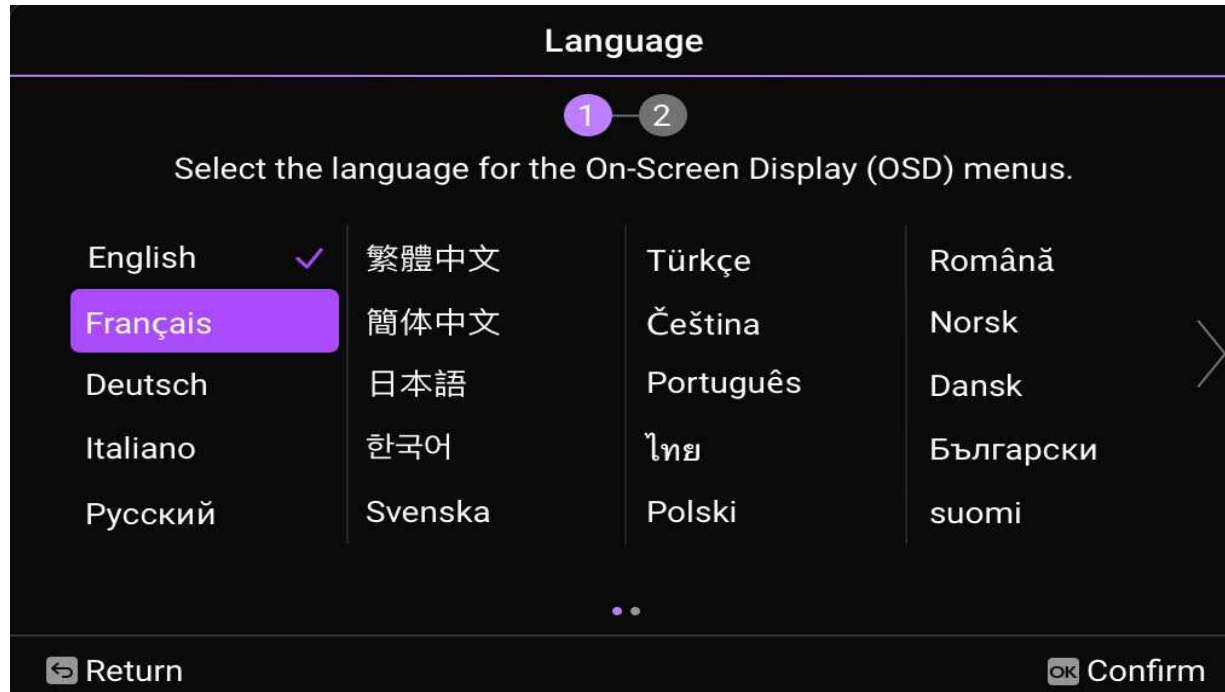 Language
1 2
Select the language for the On-Screen Display (OSD) menus.
English
Français
Deutsch
Italiano
Русский
繁體中文
簡体中文
日本語
한국어
Svenska
Türkçe
Čeština
Português
ไทย
Polski
Română
Norsk
Dansk
Български
suomi
Return
OK Confirm